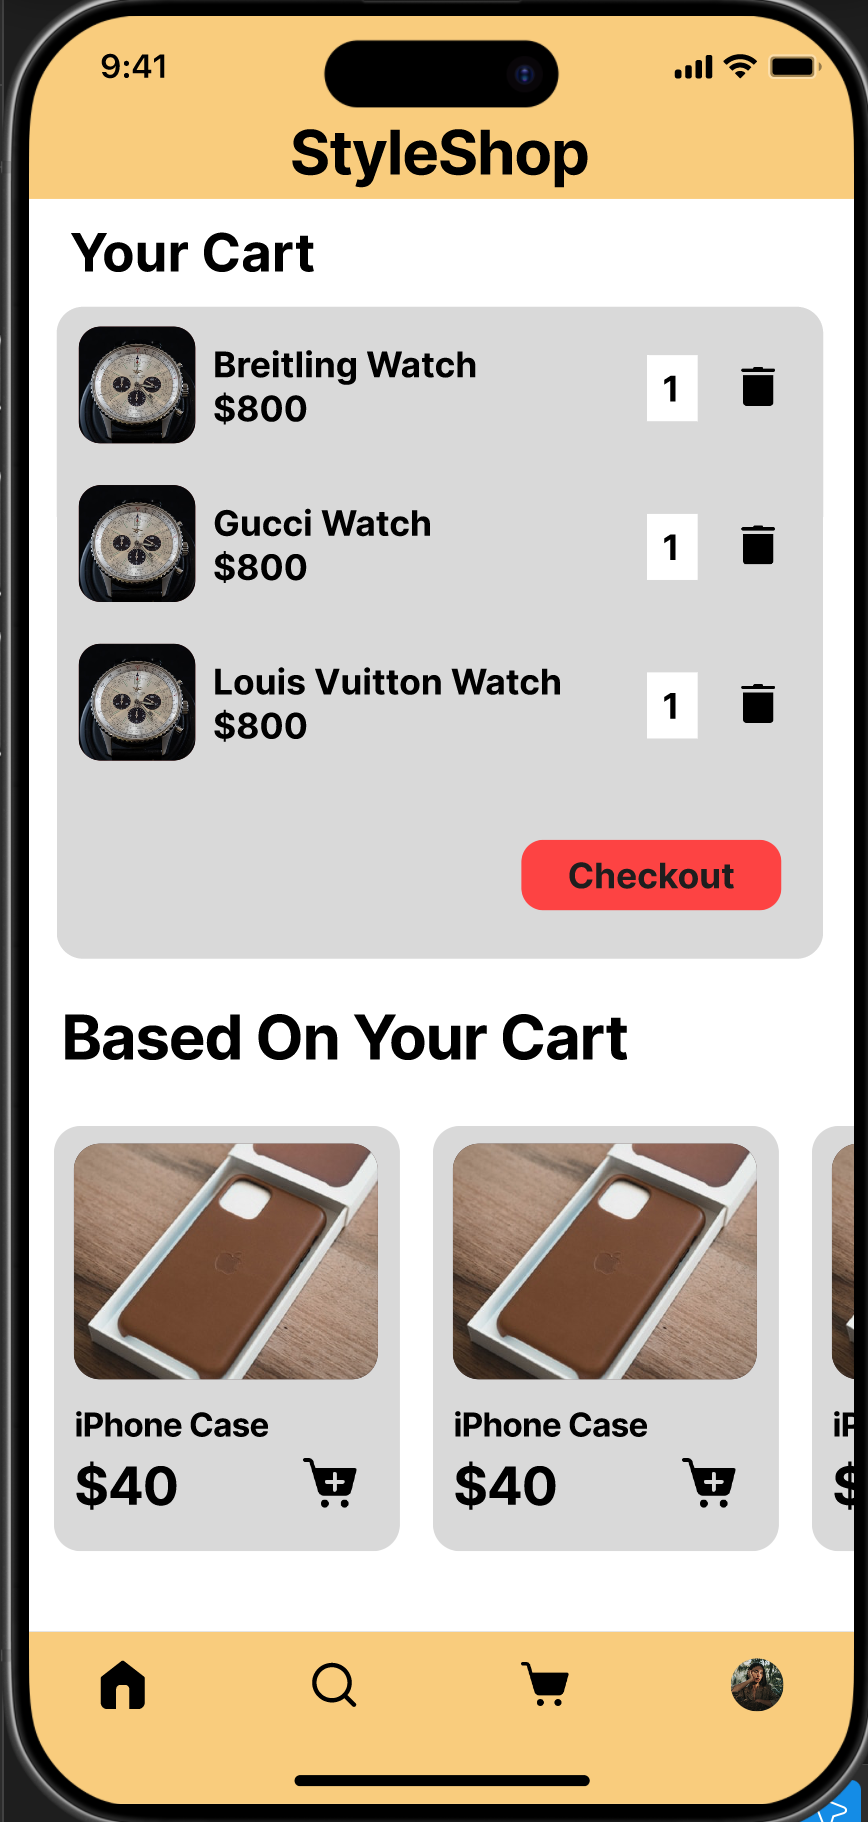 9:41
StyleShop
Your Cart
Breitling Watch
$800
1
Gucci Watch
$800
1
Louis Vuitton Watch
$800
1
Checkout
Based On Your Cart
iPhone Case
$40
iPhone Case
$40
iP
$